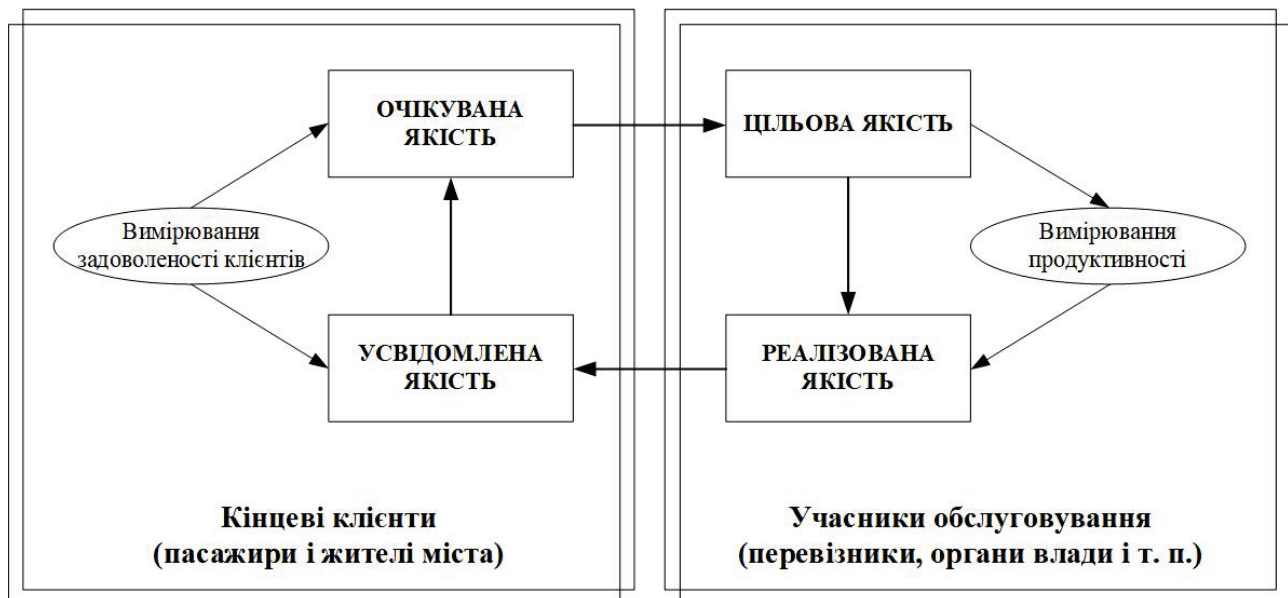 ОЧІКУВАНА
ЯКІСТЬ
ЦІЛЬОВА ЯКІСТЬ
Вимірювання
задоволеності клієнтів
Вимірювання
продуктивності
УСВІДОМЛЕНА
ЯКІСТЬ
РЕАЛІЗОВАНА
ЯКІСТЬ
Кінцеві клієнти
(пасажири і жителі міста)
Учасники обслуговування
(перевізники, органи влади і т. п.)